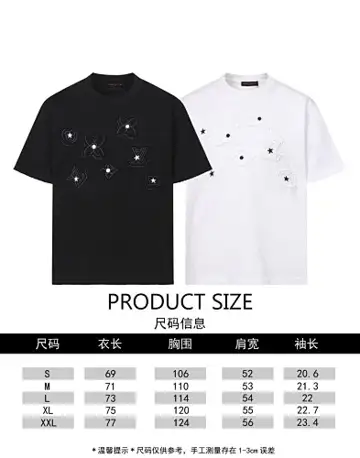 PRODUCT SIZE
尺码信息
尺码 衣长 胸围 肩宽 袖长
S 69 106 52 20.6
M 71 110 53 21.3
L 73 114 54 22
XL 75 120 55 22.7
XXL 77 124 56 23.4
*温馨提示*尺码仅供参考，手工测量存在1-3cm误差